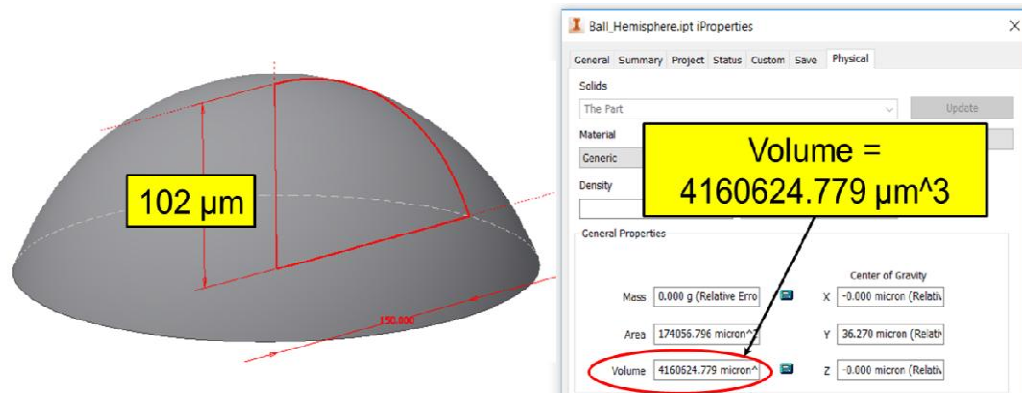 102 µm
150.000
Ball_Hemisphere.ipt iProperties
General Summary Project Status Custom Save Physical
Solids
The Part
Update
Material
Generic
Density
Volume =
4160624.779 µm^3
General Properties
Center of Gravity
Mass 0.000 g (Relative Erro X -0.000 micron (Relativ
Area 174056.796 micron^2 Y 36.270 micron (Relativ
Volume 4160624.779 micron^ Z -0.000 micron (Relativ